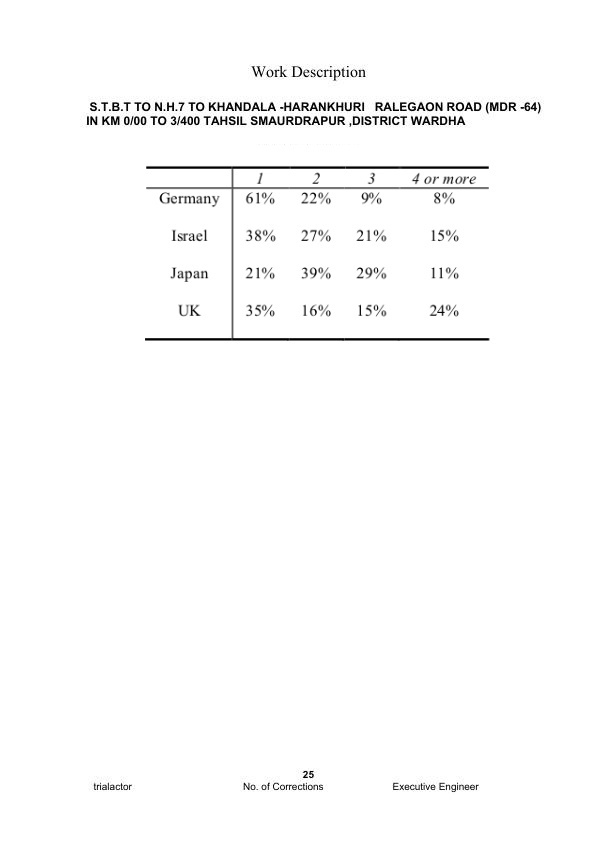 Work Description
S.T.B.T TO N.H.7 TO KHANDALA -HARANKHURI RALEGAON ROAD (MDR -64)
IN KM 0/00 TO 3/400 TAHSIL SMAURDRAPUR ,DISTRICT WARDHA
1 2 3 4 or more
Germany 61% 22% 9% 8%
Israel 38% 27% 21% 15%
Japan 21% 39% 29% 11%
UK 35% 16% 15% 24%
25
trialactor No. of Corrections Executive Engineer